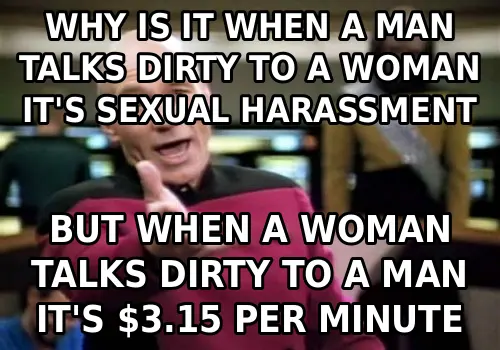 WHY IS IT WHEN A MAN
TALKS DIRTY TO A WOMAN
IT'S SEXUAL HARASSMENT
BUT WHEN A WOMAN
TALKS DIRTY TO A MAN
IT'S $3.15 PER MINUTE